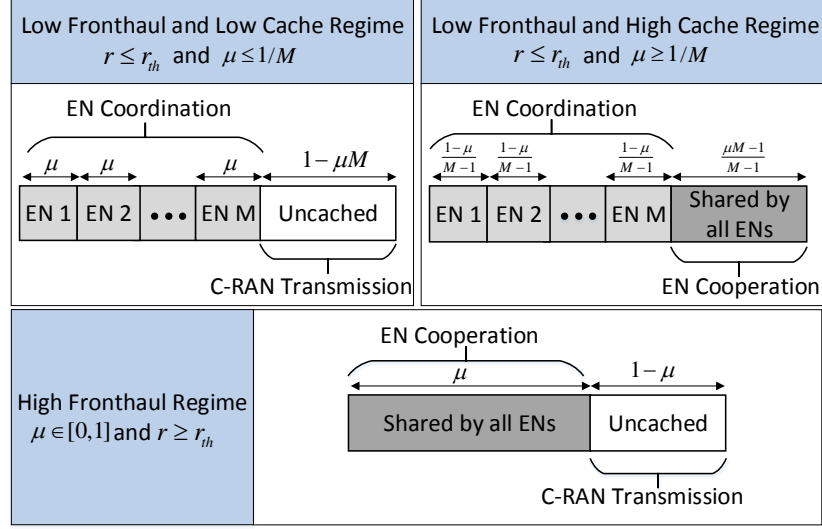 Low Fronthaul and Low Cache Regime
r ≤ r_th and μ ≤ 1/M
EN Coordination
μ μ μ 1 − μM
EN 1 EN 2 ••• EN M Uncached
C-RAN Transmission
Low Fronthaul and High Cache Regime
r ≤ r_th and μ ≥ 1/M
EN Coordination
(1−μ)/(M−1) (1−μ)/(M−1) (1−μ)/(M−1) (μM−1)/(M−1)
EN 1 EN 2 ••• EN M Shared by all ENs
EN Cooperation
High Fronthaul Regime
μ ∈ [0,1] and r ≥ r_th
EN Cooperation
μ 1 − μ
Shared by all ENs Uncached
C-RAN Transmission